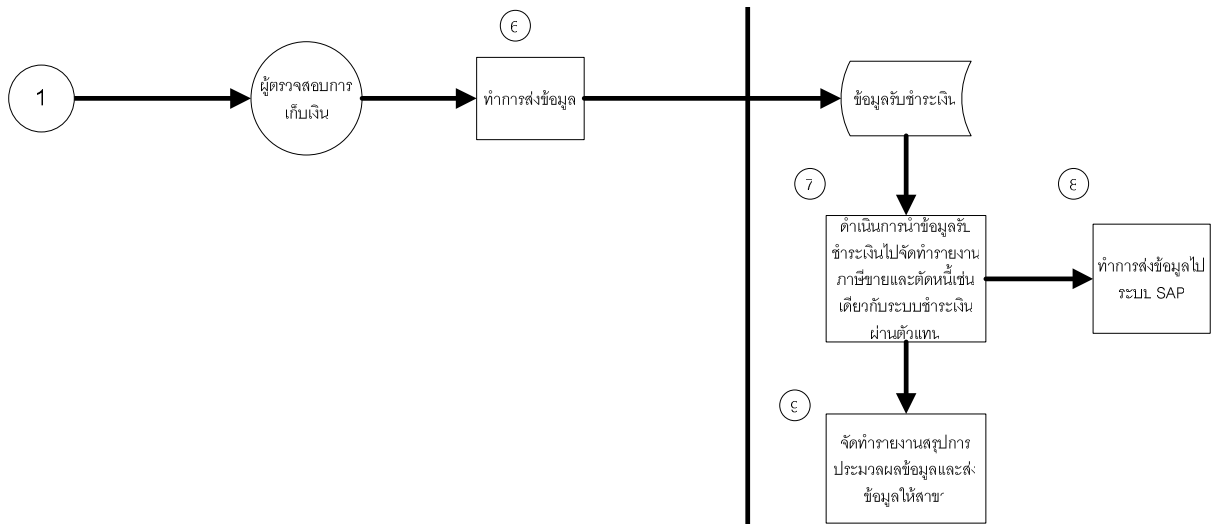 6
1
ผู้ตรวจสอบการ
เก็บเงิน
ทำการส่งข้อมูล
ข้อมูลรับชำระเงิน
7
8
ดำเนินการนำข้อมูลรับ
ชำระเงินไปจัดทำรายงาน
ภาษีขายและตัดหนี้เช่น
เดียวกับระบบชำระเงิน
ผ่านตัวแทน
ทำการส่งข้อมูลไป
ระบบ SAP
9
จัดทำรายงานสรุปการ
ประมวลผลข้อมูลและส่ง
ข้อมูลให้สาขา